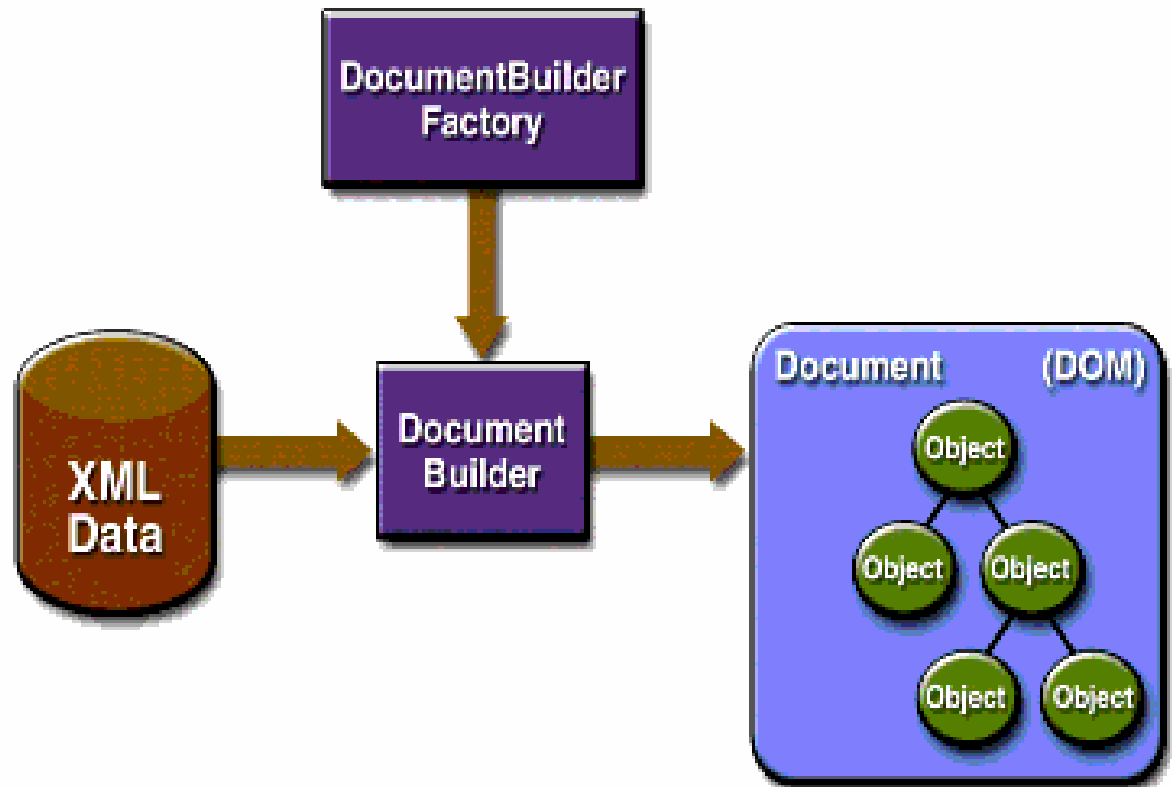 DocumentBuilder
Factory
XML
Data
Document
Builder
Document (DOM)
Object
Object
Object
Object
Object